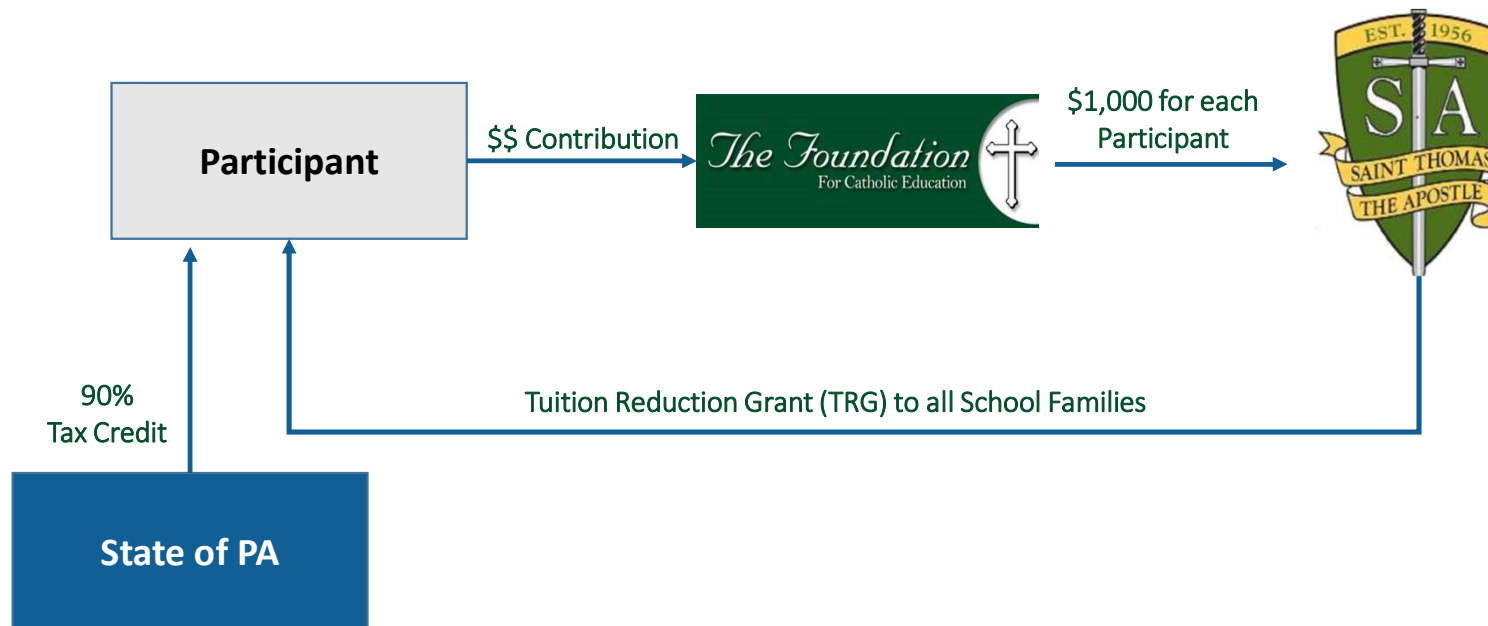 EST. 1956
S A
SAINT THOMAS
THE APOSTLE
$1,000 for each
Participant
$$ Contribution
Participant
The Foundation
For Catholic Education
90%
Tax Credit
Tuition Reduction Grant (TRG) to all School Families
State of PA